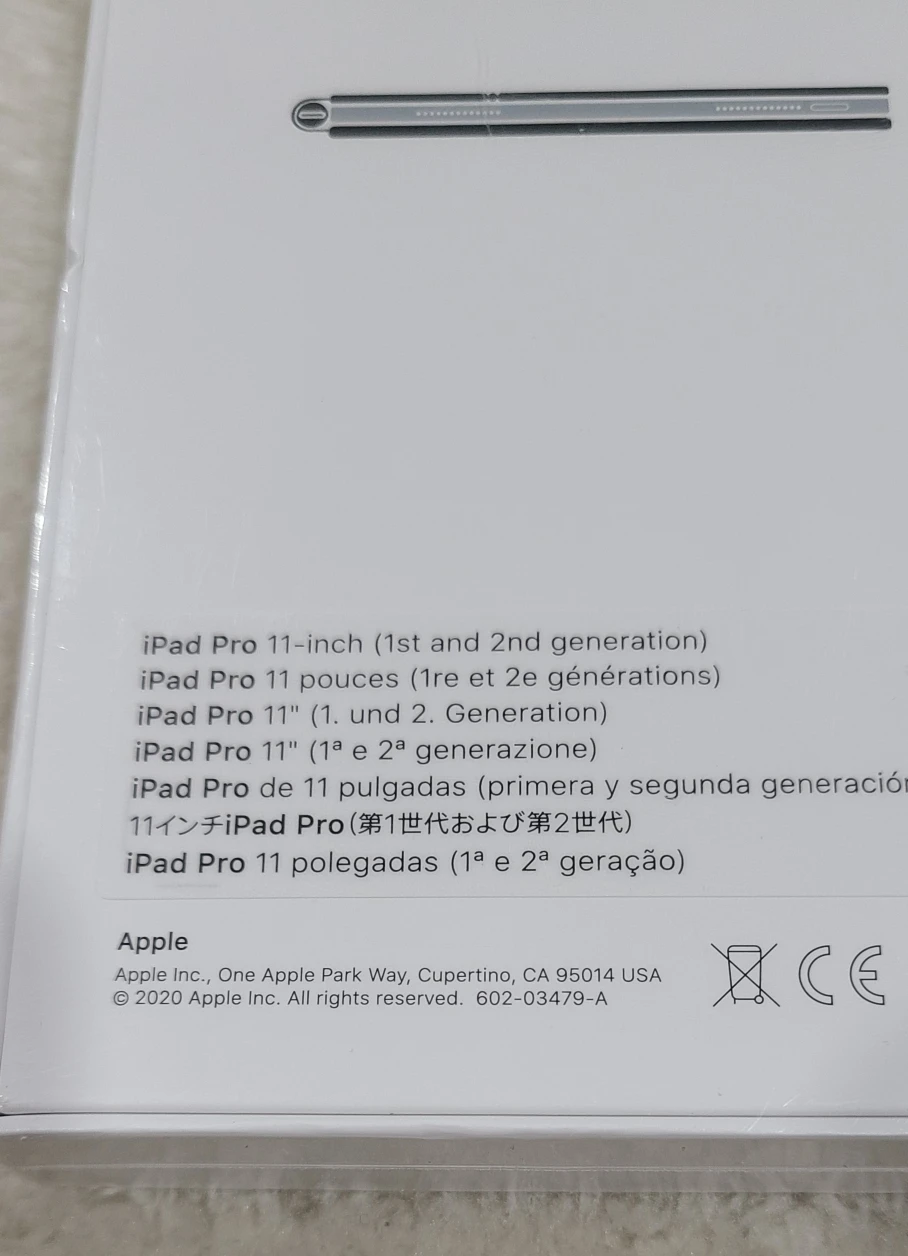 iPad Pro 11-inch (1st and 2nd generation)
iPad Pro 11 pouces (1re et 2e générations)
iPad Pro 11" (1. und 2. Generation)
iPad Pro 11" (1ª e 2ª generazione)
iPad Pro de 11 pulgadas (primera y segunda generación
11インチiPad Pro(第1世代および第2世代)
iPad Pro 11 polegadas (1ª e 2ª geração)
Apple
Apple Inc., One Apple Park Way, Cupertino, CA 95014 USA
© 2020 Apple Inc. All rights reserved. 602-03479-A
CE